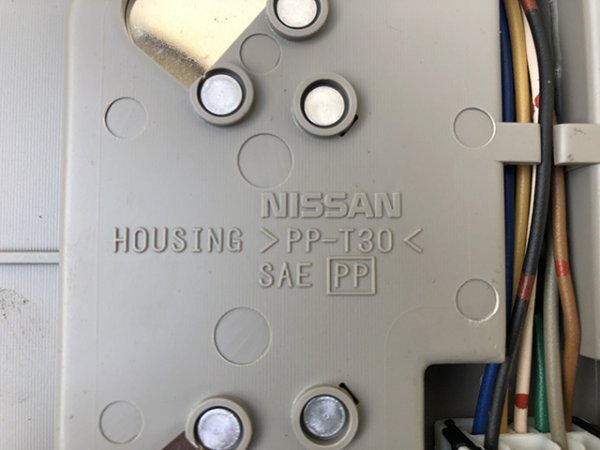 NISSAN
HOUSING >PP-T30<
SAE PP